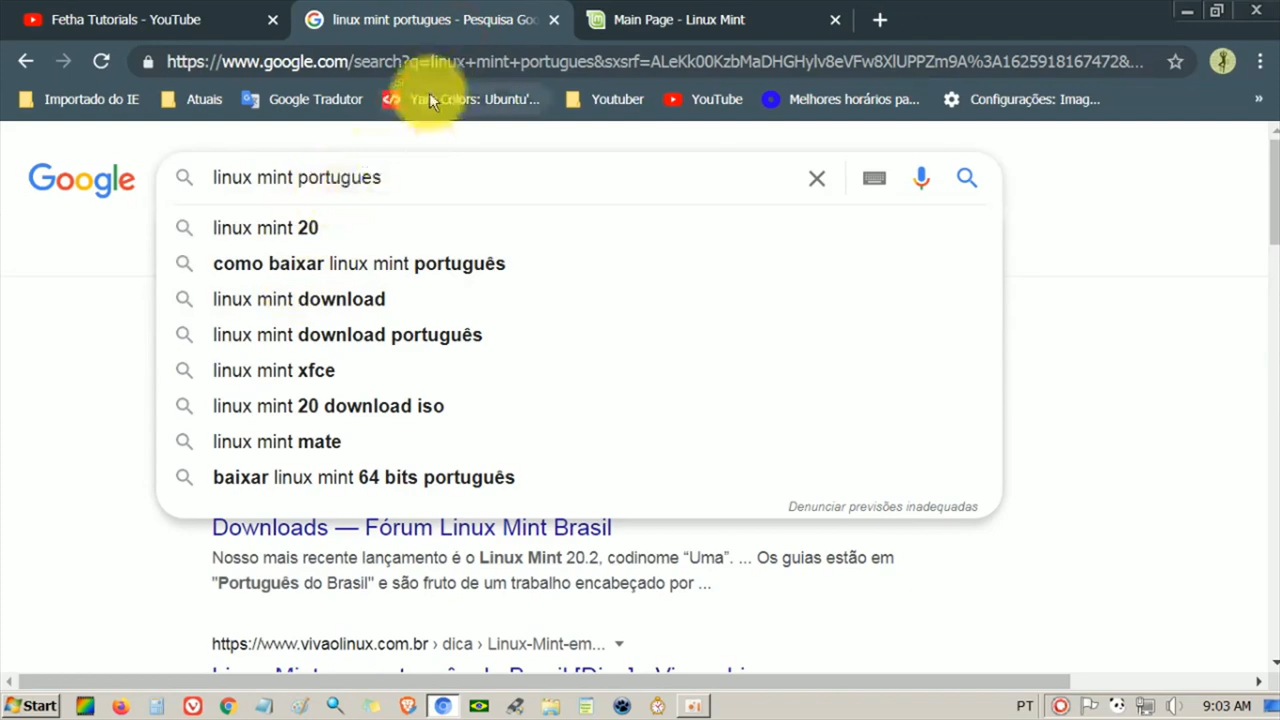 Fetha Tutorials - YouTube
linux mint portugues - Pesquisa Goo
Main Page - Linux Mint
https://www.google.com/search?q=linux+mint+portugues&sxsrf=ALeKk00KzbMaDHGHylv8eVFw8XlUPPZm9A%3A1625918167472&...
Importado do IE
Atuais
Google Tradutor
Colors: Ubuntu'...
Youtuber
YouTube
Melhores horários pa...
Configurações: Imag...
»
Google
linux mint portugues
linux mint 20
como baixar linux mint português
linux mint download
linux mint download português
linux mint xfce
linux mint 20 download iso
linux mint mate
baixar linux mint 64 bits português
Denunciar previsões inadequadas
Downloads — Fórum Linux Mint Brasil
Nosso mais recente lançamento é o Linux Mint 20.2, codinome “Uma”. ... Os guias estão em
"Português do Brasil" e são fruto de um trabalho encabeçado por ...
https://www.vivaolinux.com.br › dica › Linux-Mint-em...
Start
PT
9:03 AM